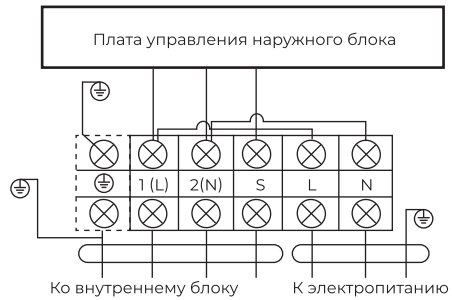 Плата управления наружного блока
1 (L) 2(N) S L N
Ко внутреннему блоку К электропитанию